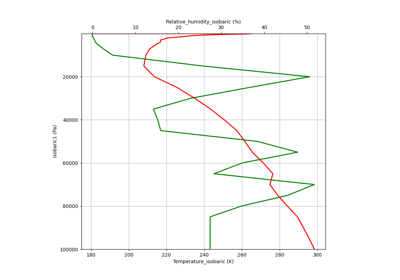 Relative_humidity_isobaric (%)
0 10 20 30 40 50
20000
40000
60000
80000
100000
isobaric1 (Pa)
180 200 220 240 260 280 300
Temperature_isobaric (K)